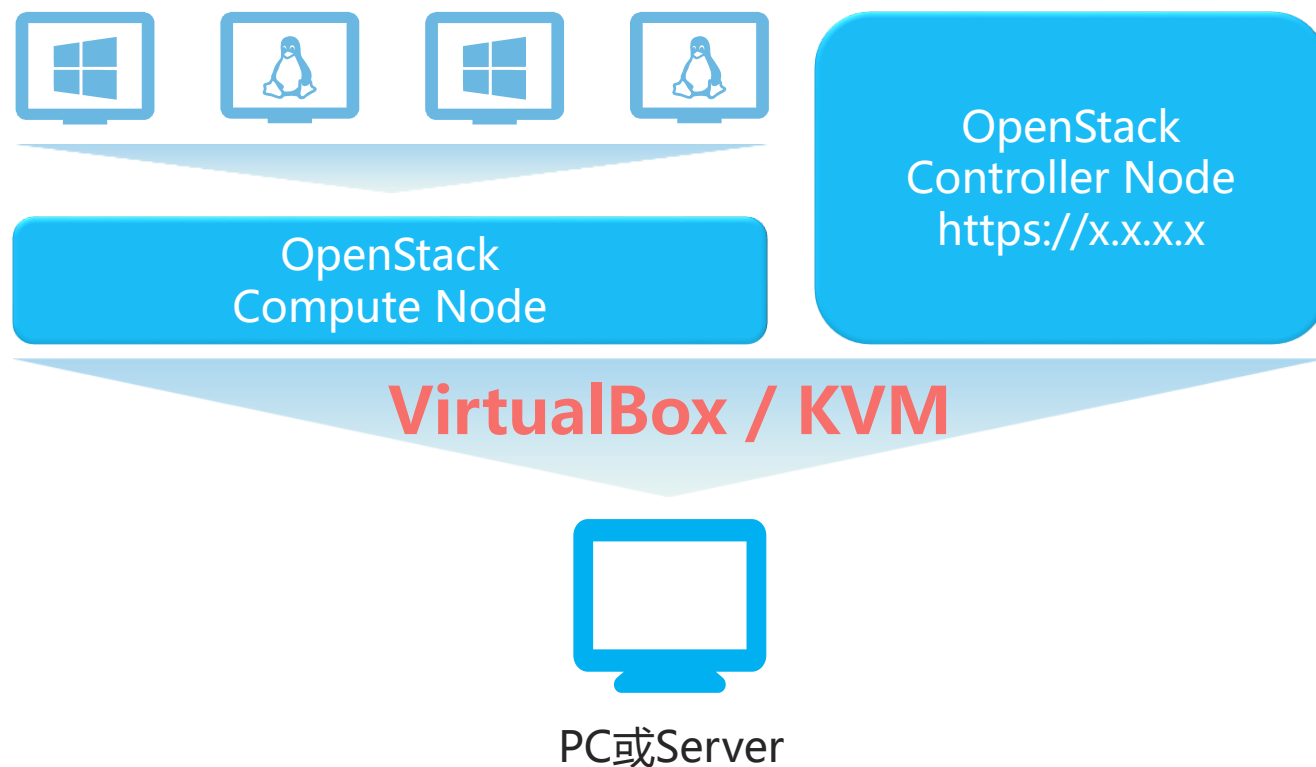 OpenStack
Controller Node
https://x.x.x.x
OpenStack
Compute Node
VirtualBox / KVM
PC或Server